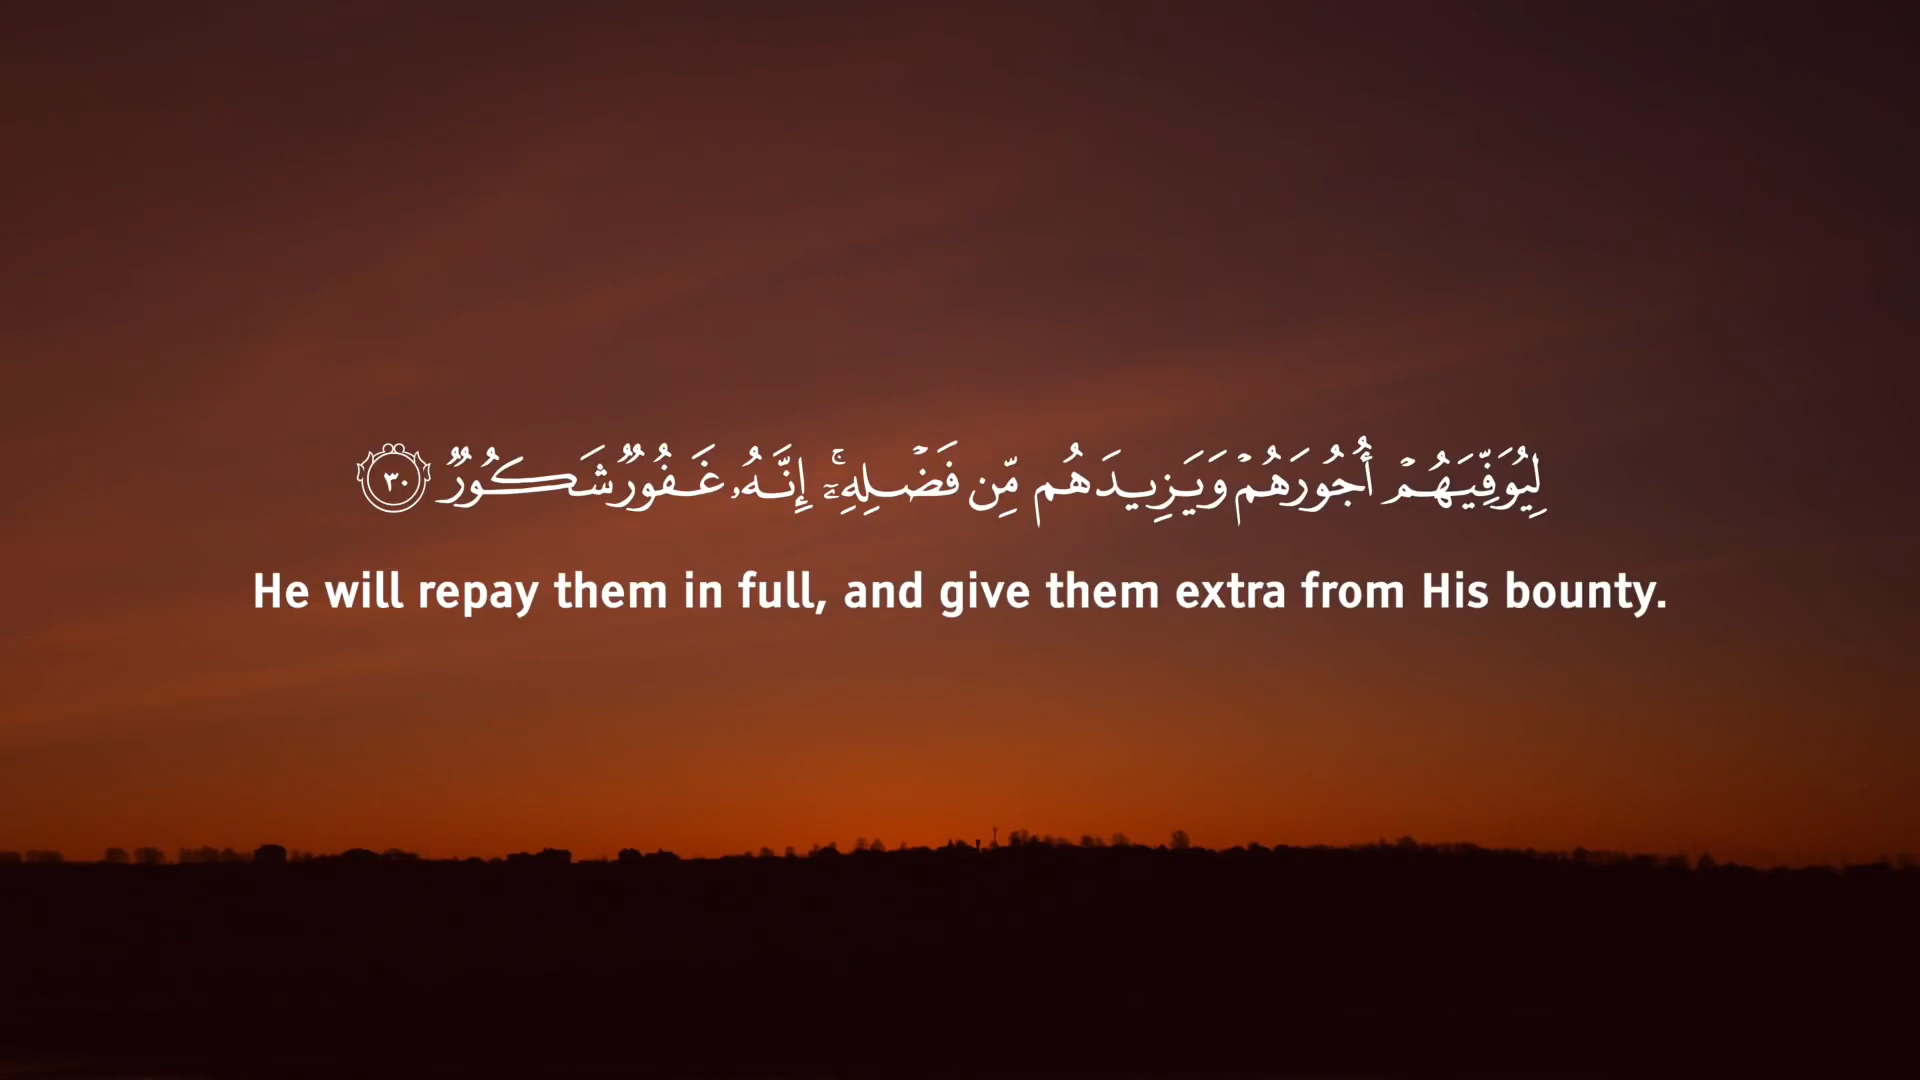 لِيُوَفِّيَهُمۡ أُجُورَهُمۡ وَيَزِيدَهُم مِّن فَضۡلِهِۦٓۚ إِنَّهُۥ غَفُورٌ شَكُورٌ ٣٠
He will repay them in full, and give them extra from His bounty.